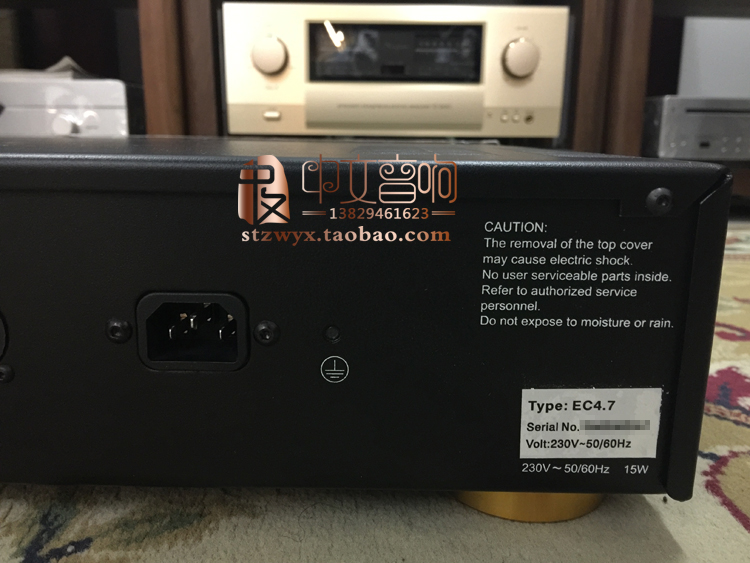 中文音响
13829461623
stzwyx.taobao.com
CAUTION:
The removal of the top cover
may cause electric shock.
No user serviceable parts inside.
Refer to authorized service
personnel.
Do not expose to moisture or rain.
Type: EC4.7
Serial No.
Volt:230V~50/60Hz
230V～50/60Hz 15W